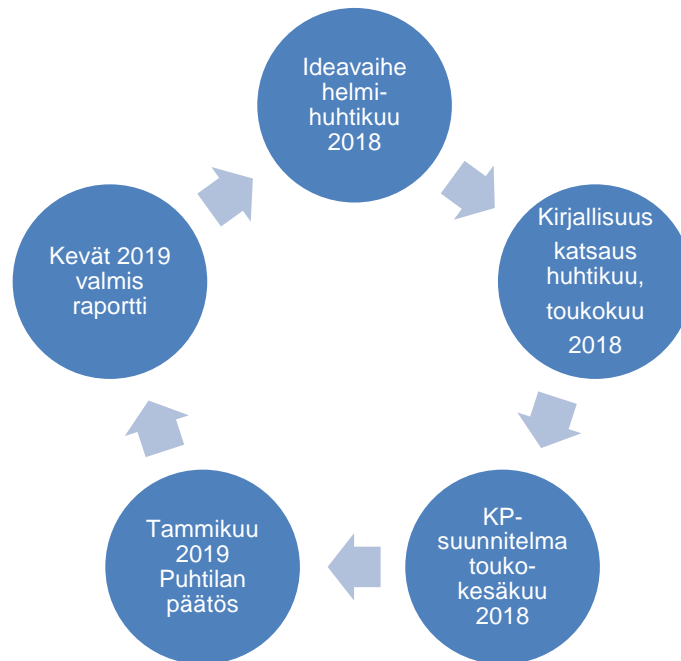 Ideavaihe
helmi-
huhtikuu
2018
Kirjallisuus
katsaus
huhtikuu,
toukokuu
2018
KP-
suunnitelma
touko-
kesäkuu
2018
Tammikuu
2019
Puhtilan
päätös
Kevät 2019
valmis
raportti